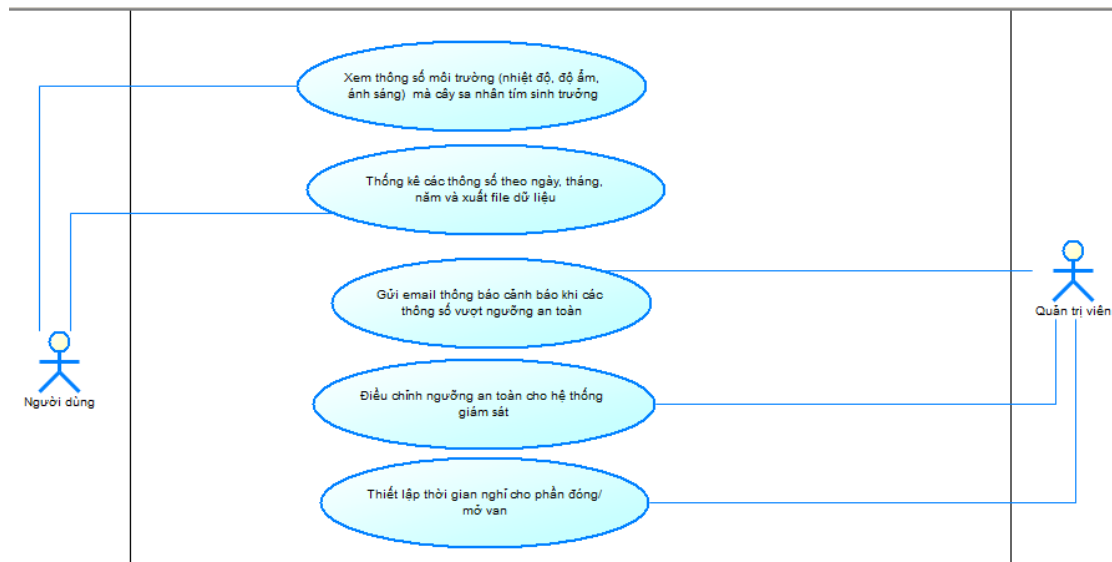 Xem thông số môi trường (nhiệt độ, độ ẩm,
ánh sáng) mà cây sa nhân tím sinh trưởng
Thống kê các thông số theo ngày, tháng,
năm và xuất file dữ liệu
Gửi email thông báo cảnh báo khi các
thông số vượt ngưỡng an toàn
Quản trị viên
Người dùng
Điều chỉnh ngưỡng an toàn cho hệ thống
giám sát
Thiết lập thời gian nghỉ cho phần đóng/
mở van